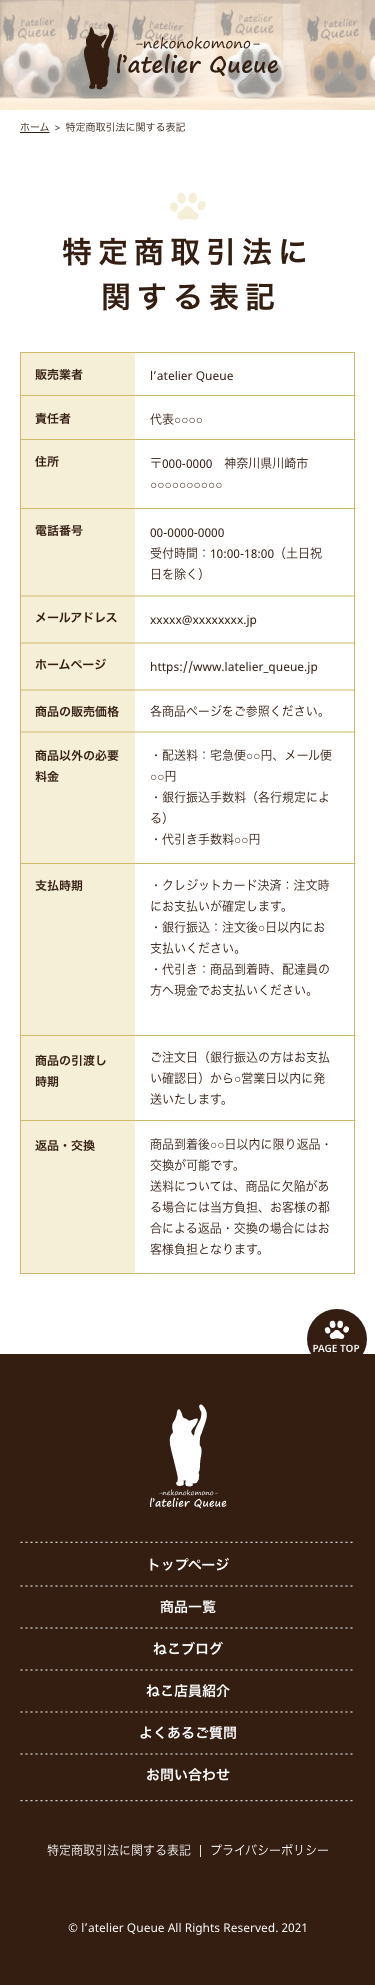 -nekonokomono-
l'atelier Queue
ホーム > 特定商取引法に関する表記
特定商取引法に
関する表記
販売業者
l’atelier Queue
責任者
代表○○○○
住所
〒000-0000　神奈川県川崎市
○○○○○○○○○○
電話番号
00-0000-0000
受付時間：10:00-18:00（土日祝
日を除く）
メールアドレス
xxxxx@xxxxxxxx.jp
ホームページ
https://www.latelier_queue.jp
商品の販売価格
各商品ページをご参照ください。
商品以外の必要
料金
・配送料：宅急便○○円、メール便
○○円
・銀行振込手数料（各行規定によ
る）
・代引き手数料○○円
支払時期
・クレジットカード決済：注文時
にお支払いが確定します。
・銀行振込：注文後○日以内にお
支払いください。
・代引き：商品到着時、配達員の
方へ現金でお支払いください。
商品の引渡し
時期
ご注文日（銀行振込の方はお支払
い確認日）から○営業日以内に発
送いたします。
返品・交換
商品到着後○○日以内に限り返品・
交換が可能です。
送料については、商品に欠陥があ
る場合には当方負担、お客様の都
合による返品・交換の場合にはお
客様負担となります。
PAGE TOP
-nekonokomono-
l'atelier Queue
トップページ
商品一覧
ねこブログ
ねこ店員紹介
よくあるご質問
お問い合わせ
特定商取引法に関する表記 | プライバシーポリシー
© l’atelier Queue All Rights Reserved. 2021